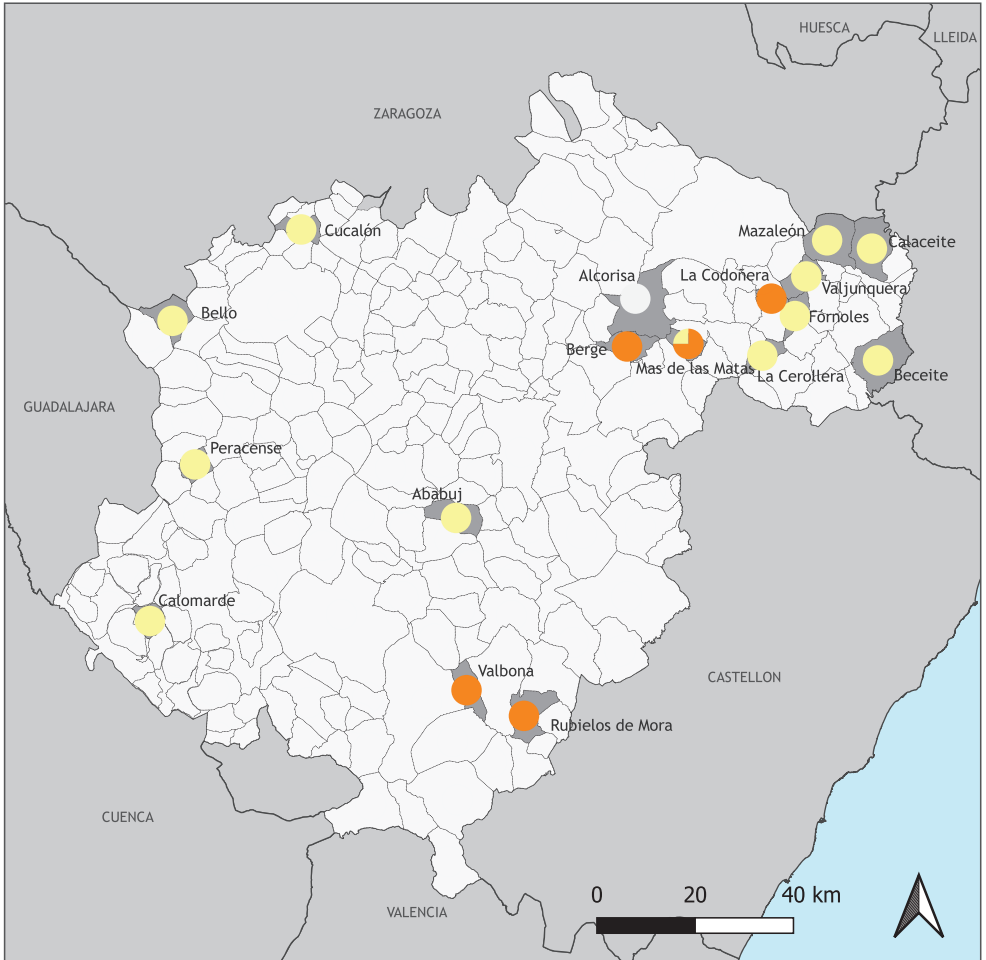 HUESCA
LLEIDA
ZARAGOZA
Cucalón
Mazaleón
Calaceite
Alcorisa
La Codoñera
Valjunquera
Bello
Fórnoles
Berge
Mas de las Matas
La Cerollera
Beceite
GUADALAJARA
Peracense
Ababuj
Calomarde
Valbona
CASTELLON
Rubielos de Mora
CUENCA
0 20 40 km
VALENCIA